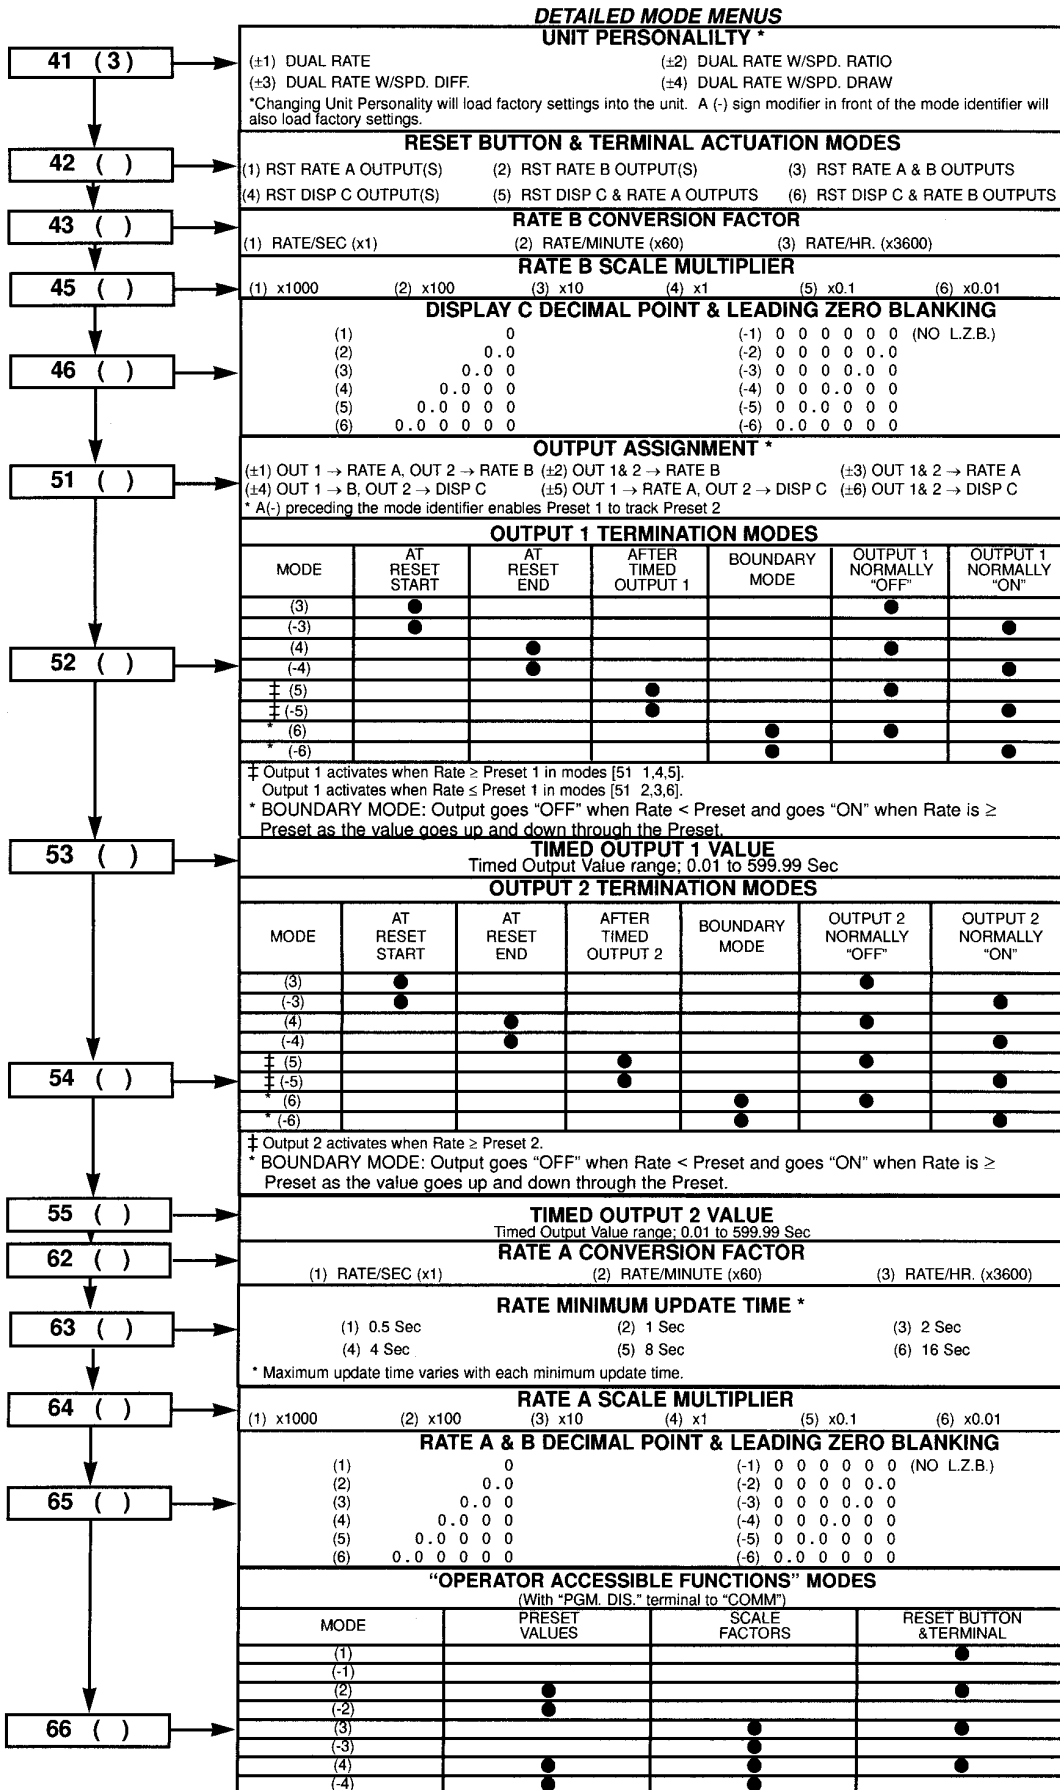 DETAILED MODE MENUS
41 (3)
UNIT PERSONALILTY *
(±1) DUAL RATE (±2) DUAL RATE W/SPD. RATIO
(±3) DUAL RATE W/SPD. DIFF. (±4) DUAL RATE W/SPD. DRAW
*Changing Unit Personality will load factory settings into the unit. A (-) sign modifier in front of the mode identifier will
also load factory settings.
42 ( )
RESET BUTTON & TERMINAL ACTUATION MODES
(1) RST RATE A OUTPUT(S) (2) RST RATE B OUTPUT(S) (3) RST RATE A & B OUTPUTS
(4) RST DISP C OUTPUT(S) (5) RST DISP C & RATE A OUTPUTS (6) RST DISP C & RATE B OUTPUTS
43 ( )
RATE B CONVERSION FACTOR
(1) RATE/SEC (x1) (2) RATE/MINUTE (x60) (3) RATE/HR. (x3600)
45 ( )
RATE B SCALE MULTIPLIER
(1) x1000 (2) x100 (3) x10 (4) x1 (5) x0.1 (6) x0.01
46 ( )
DISPLAY C DECIMAL POINT & LEADING ZERO BLANKING
(1) 0 (-1) 0 0 0 0 0 0 (NO L.Z.B.)
(2) 0.0 (-2) 0 0 0 0 0.0
(3) 0.0 0 (-3) 0 0 0 0.0 0
(4) 0.0 0 0 (-4) 0 0 0.0 0 0
(5) 0.0 0 0 0 (-5) 0 0.0 0 0 0
(6) 0.0 0 0 0 0 (-6) 0.0 0 0 0 0
51 ( )
OUTPUT ASSIGNMENT *
(±1) OUT 1 → RATE A, OUT 2 → RATE B (±2) OUT 1& 2 → RATE B (±3) OUT 1& 2 → RATE A
(±4) OUT 1 → B, OUT 2 → DISP C (±5) OUT 1 → RATE A, OUT 2 → DISP C (±6) OUT 1& 2 → DISP C
* A(-) preceding the mode identifier enables Preset 1 to track Preset 2
52 ( )
OUTPUT 1 TERMINATION MODES
MODE AT RESET START AT RESET END AFTER TIMED OUTPUT 1 BOUNDARY MODE OUTPUT 1 NORMALLY "OFF" OUTPUT 1 NORMALLY "ON"
(3) ● ●
(-3) ● ●
(4) ● ●
(-4) ● ●
‡ (5) ● ●
‡ (-5) ● ●
* (6) ● ●
* (-6) ● ●
‡ Output 1 activates when Rate ≥ Preset 1 in modes [51 1,4,5].
Output 1 activates when Rate ≤ Preset 1 in modes [51 2,3,6].
* BOUNDARY MODE: Output goes "OFF" when Rate < Preset and goes "ON" when Rate is ≥
Preset as the value goes up and down through the Preset.
53 ( )
TIMED OUTPUT 1 VALUE
Timed Output Value range; 0.01 to 599.99 Sec
54 ( )
OUTPUT 2 TERMINATION MODES
MODE AT RESET START AT RESET END AFTER TIMED OUTPUT 2 BOUNDARY MODE OUTPUT 2 NORMALLY "OFF" OUTPUT 2 NORMALLY "ON"
(3) ● ●
(-3) ● ●
(4) ● ●
(-4) ● ●
‡ (5) ● ●
‡ (-5) ● ●
* (6) ● ●
* (-6) ● ●
‡ Output 2 activates when Rate ≥ Preset 2.
* BOUNDARY MODE: Output goes "OFF" when Rate < Preset and goes "ON" when Rate is ≥
Preset as the value goes up and down through the Preset.
55 ( )
TIMED OUTPUT 2 VALUE
Timed Output Value range; 0.01 to 599.99 Sec
62 ( )
RATE A CONVERSION FACTOR
(1) RATE/SEC (x1) (2) RATE/MINUTE (x60) (3) RATE/HR. (x3600)
63 ( )
RATE MINIMUM UPDATE TIME *
(1) 0.5 Sec (2) 1 Sec (3) 2 Sec
(4) 4 Sec (5) 8 Sec (6) 16 Sec
* Maximum update time varies with each minimum update time.
64 ( )
RATE A SCALE MULTIPLIER
(1) x1000 (2) x100 (3) x10 (4) x1 (5) x0.1 (6) x0.01
65 ( )
RATE A & B DECIMAL POINT & LEADING ZERO BLANKING
(1) 0 (-1) 0 0 0 0 0 0 (NO L.Z.B.)
(2) 0.0 (-2) 0 0 0 0 0.0
(3) 0.0 0 (-3) 0 0 0 0.0 0
(4) 0.0 0 0 (-4) 0 0 0.0 0 0
(5) 0.0 0 0 0 (-5) 0 0.0 0 0 0
(6) 0.0 0 0 0 0 (-6) 0.0 0 0 0 0
66 ( )
"OPERATOR ACCESSIBLE FUNCTIONS" MODES
(With "PGM. DIS." terminal to "COMM")
MODE PRESET VALUES SCALE FACTORS RESET BUTTON &TERMINAL
(1) ●
(-1)
(2) ● ●
(-2) ●
(3) ● ●
(-3) ●
(4) ● ● ●
(-4) ● ●